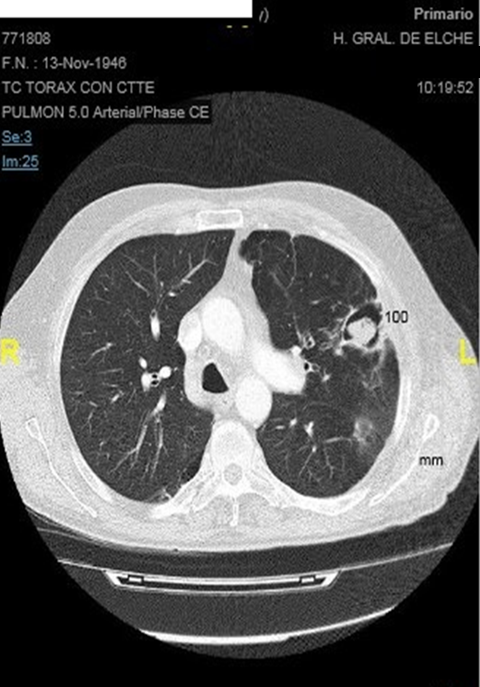 Primario
771808
H. GRAL. DE ELCHE
F.N. : 13-Nov-1946
TC TORAX CON CTTE
10:19:52
PULMON 5.0 Arterial/Phase CE
Se:3
Im:25
100
R
L
mm